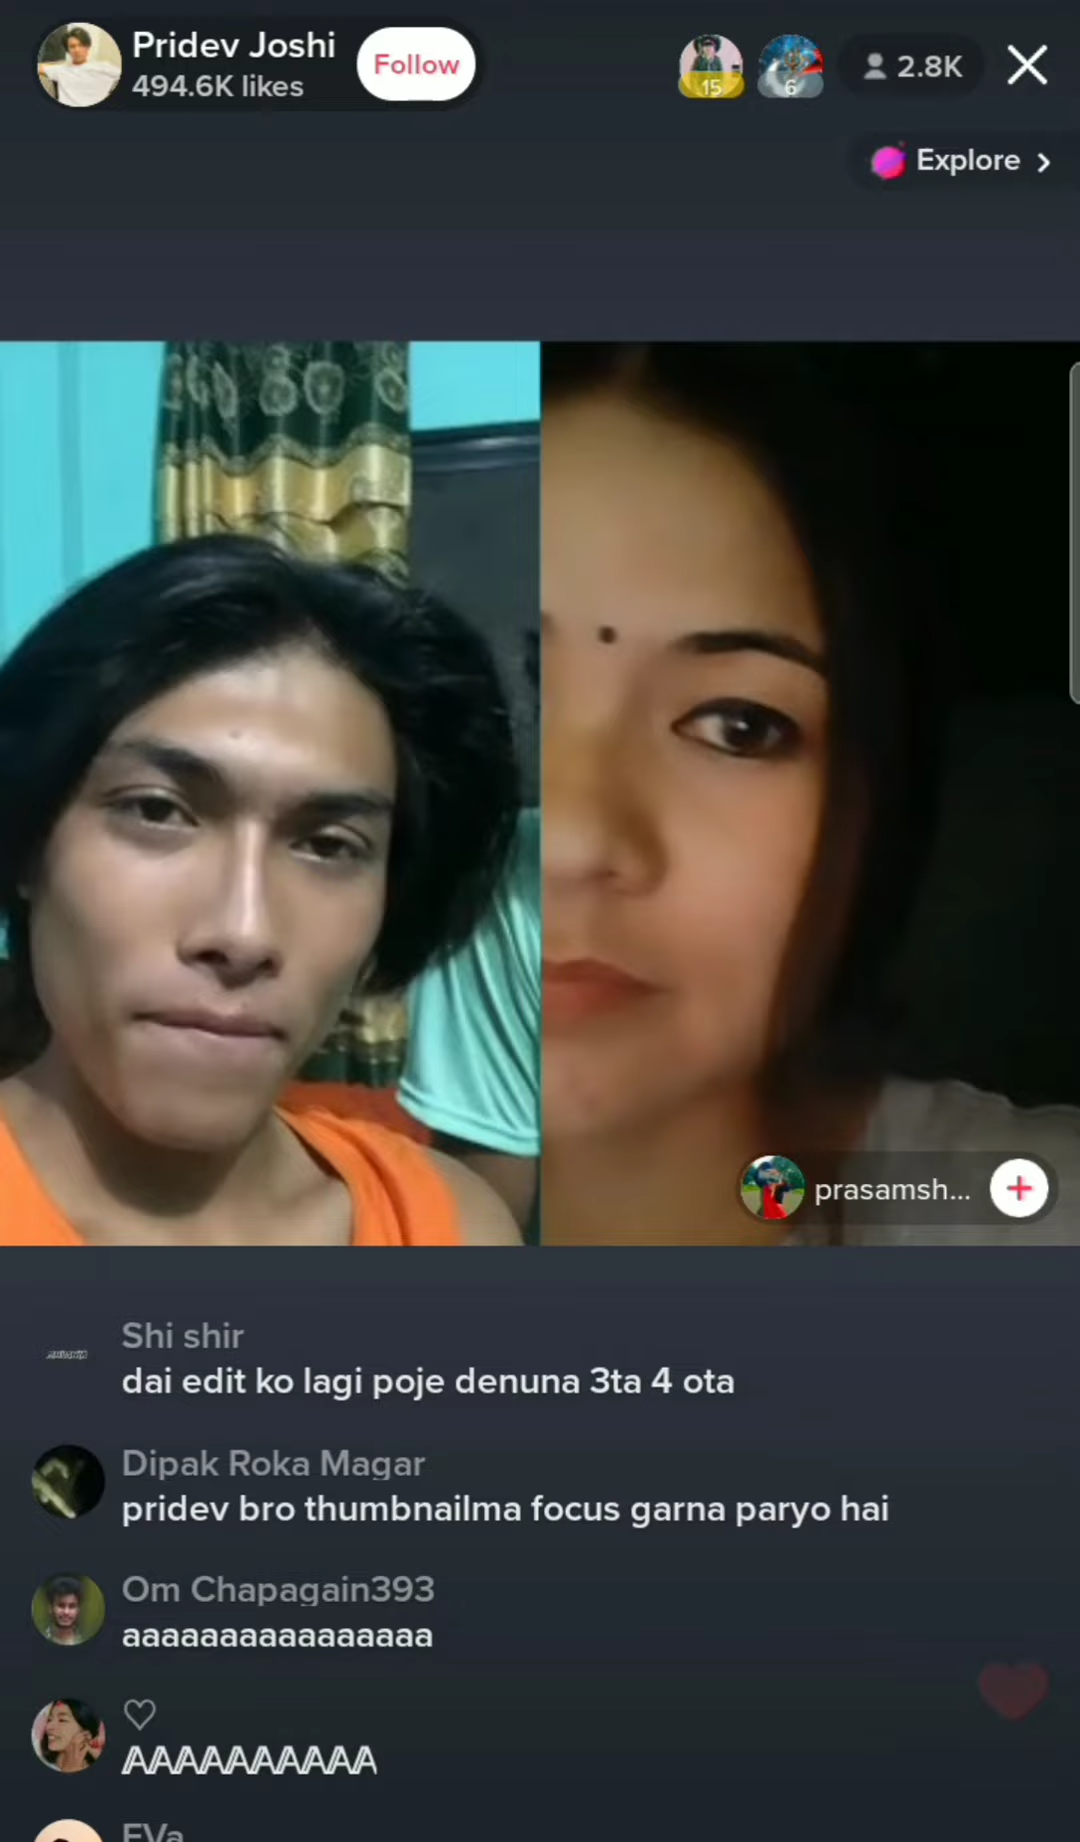 Pridev Joshi
494.6K likes
Follow
15
6
2.8K
Explore
prasamsh...
Shi shir
dai edit ko lagi poje denuna 3ta 4 ota
Dipak Roka Magar
pridev bro thumbnailma focus garna paryo hai
Om Chapagain393
aaaaaaaaaaaaaaaa
♡
AAAAAAAAAA
EVa